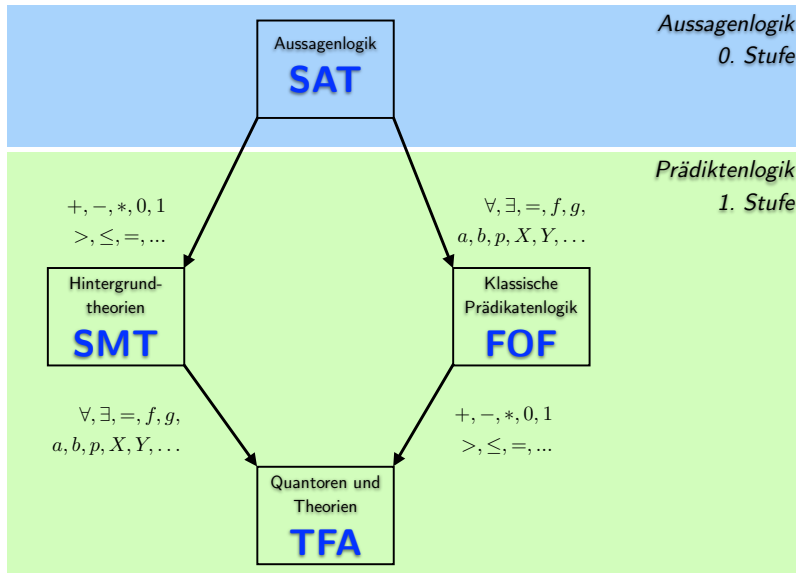 Aussagenlogik
0. Stufe
Aussagenlogik
SAT
Prädiktenlogik
1. Stufe
+, −, ∗, 0, 1
>, ≤, =, ...
∀, ∃, =, f, g,
a, b, p, X, Y, . . .
Hintergrund-
theorien
SMT
Klassische
Prädikatenlogik
FOF
∀, ∃, =, f, g,
a, b, p, X, Y, . . .
+, −, ∗, 0, 1
>, ≤, =, ...
Quantoren und
Theorien
TFA